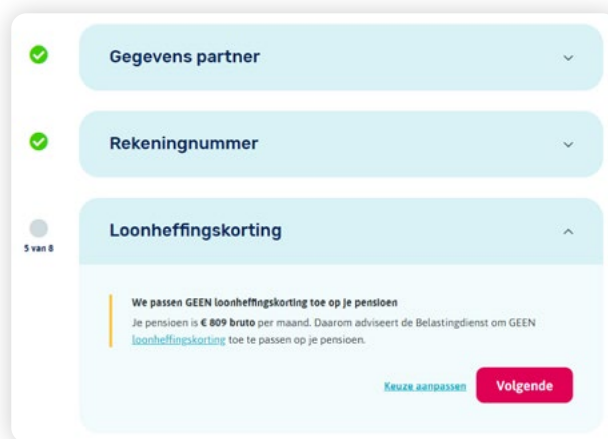 Gegevens partner
Rekeningnummer
Loonheffingskorting
5 van 8
We passen GEEN loonheffingskorting toe op je pensioen
Je pensioen is € 809 bruto per maand. Daarom adviseert de Belastingdienst om GEEN
loonheffingskorting toe te passen op je pensioen.
Keuze aanpassen
Volgende